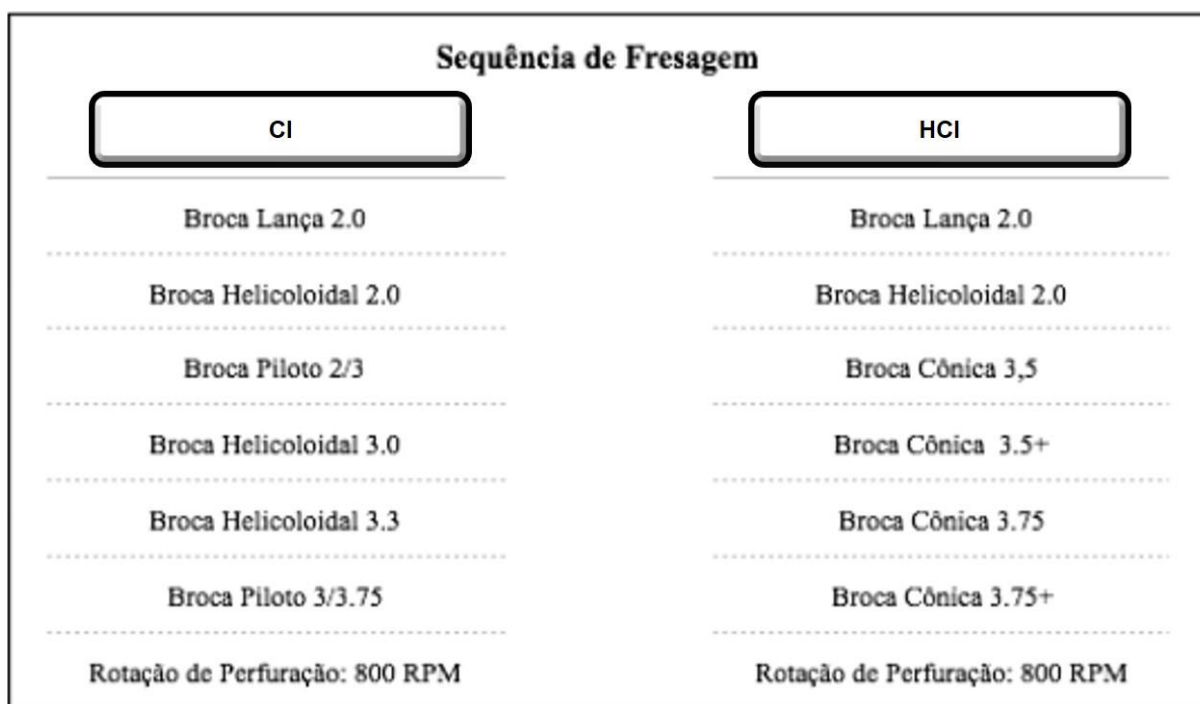 Sequência de Fresagem
CI
Broca Lança 2.0
Broca Helicoloidal 2.0
Broca Piloto 2/3
Broca Helicoloidal 3.0
Broca Helicoloidal 3.3
Broca Piloto 3/3.75
Rotação de Perfuração: 800 RPM
HCI
Broca Lança 2.0
Broca Helicoloidal 2.0
Broca Cônica 3,5
Broca Cônica 3.5+
Broca Cônica 3.75
Broca Cônica 3.75+
Rotação de Perfuração: 800 RPM